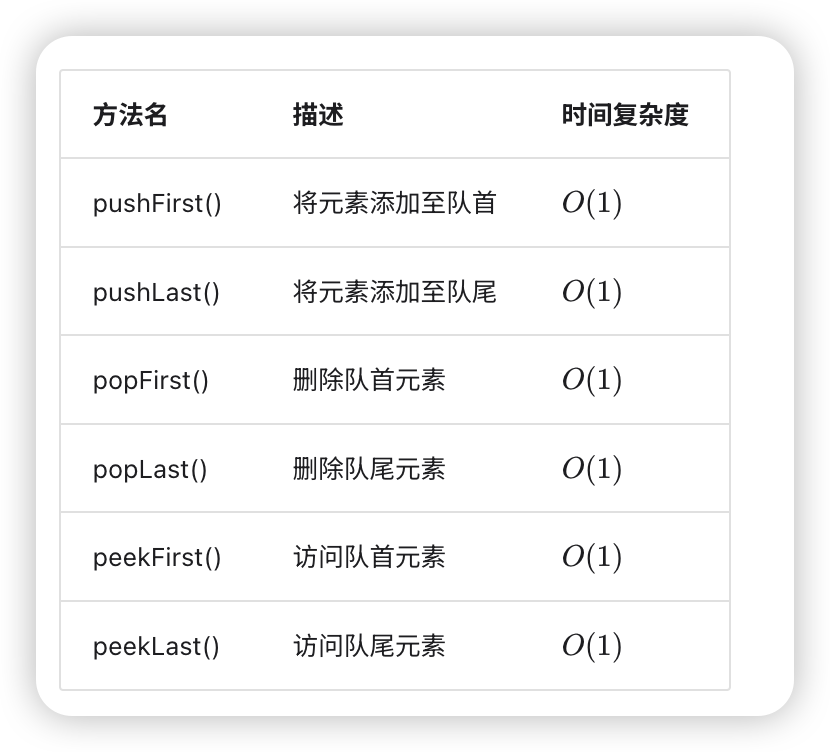 方法名 描述 时间复杂度
pushFirst() 将元素添加至队首 O(1)
pushLast() 将元素添加至队尾 O(1)
popFirst() 删除队首元素 O(1)
popLast() 删除队尾元素 O(1)
peekFirst() 访问队首元素 O(1)
peekLast() 访问队尾元素 O(1)